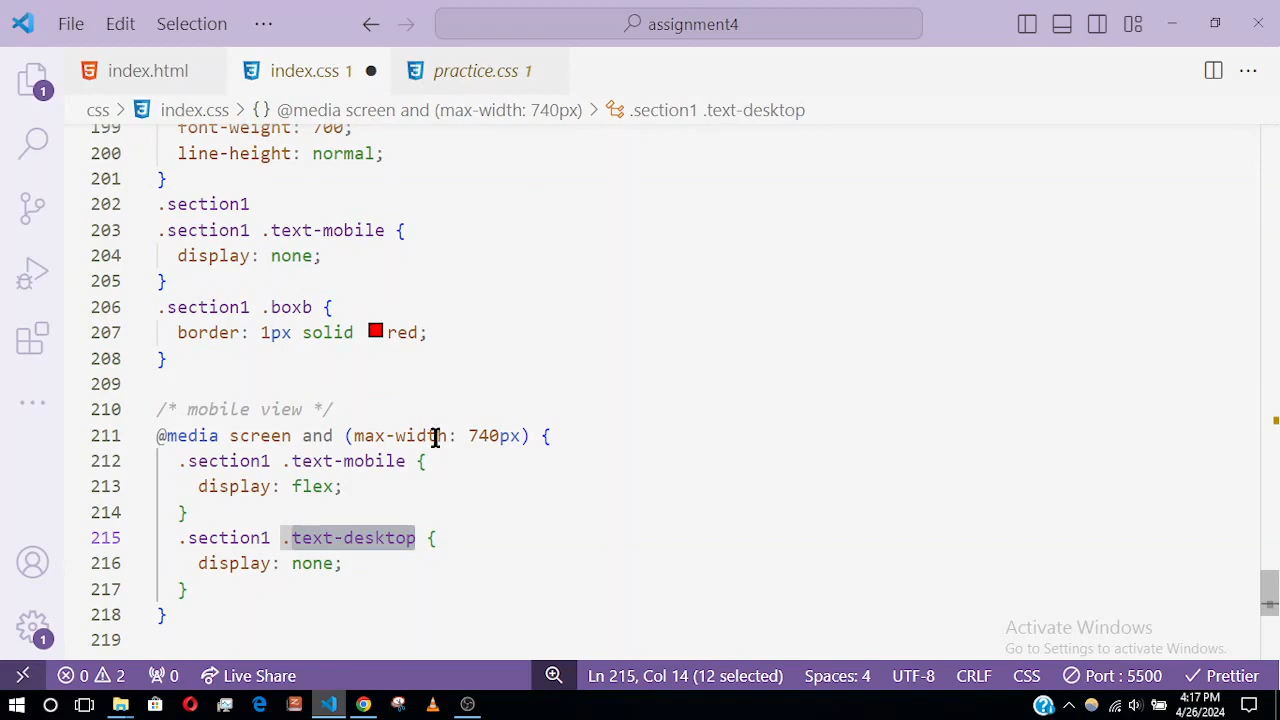 File Edit Selection ··· assignment4
index.html index.css 1 practice.css 1
css index.css {} @media screen and (max-width: 740px) .section1 .text-desktop
199 font-weight: 700;
200 line-height: normal;
201 }
202 .section1
203 .section1 .text-mobile {
204 display: none;
205 }
206 .section1 .boxb {
207 border: 1px solid red;
208 }
209
210 /* mobile view */
211 @media screen and (max-width: 740px) {
212 .section1 .text-mobile {
213 display: flex;
214 }
215 .section1 .text-desktop {
216 display: none;
217 }
218 }
219
Activate Windows
Go to Settings to activate Windows.
1
1
0 2 0 Live Share Ln 215, Col 14 (12 selected) Spaces: 4 UTF-8 CRLF CSS Port : 5500 Prettier
4:17 PM
4/26/2024